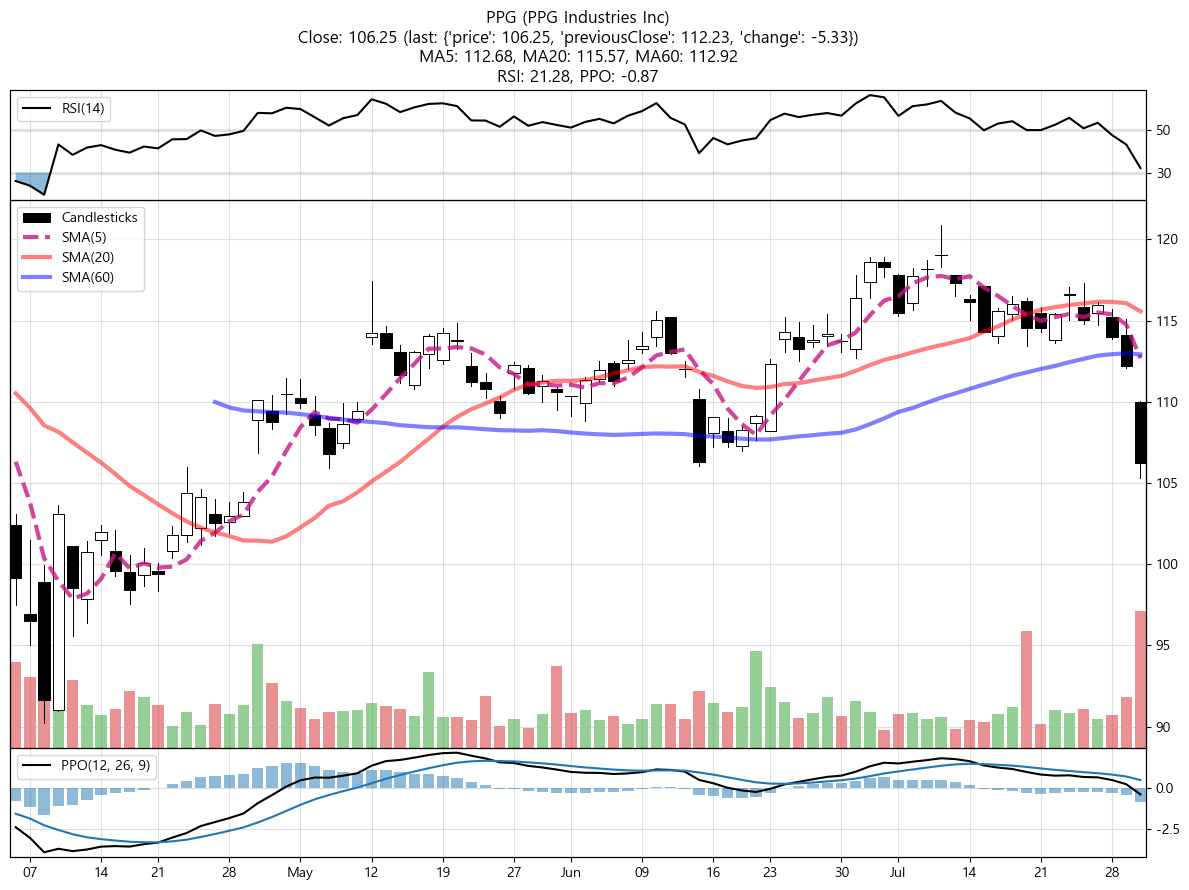 PPG (PPG Industries Inc)
Close: 106.25 (last: {'price': 106.25, 'previousClose': 112.23, 'change': -5.33})
MA5: 112.68, MA20: 115.57, MA60: 112.92
RSI: 21.28, PPO: -0.87
RSI(14)
50
30
Candlesticks
SMA(5)
SMA(20)
SMA(60)
120
115
110
105
100
95
90
PPO(12, 26, 9)
0.0
-2.5
07 14 21 28 May 12 19 27 Jun 09 16 23 30 Jul 14 21 28